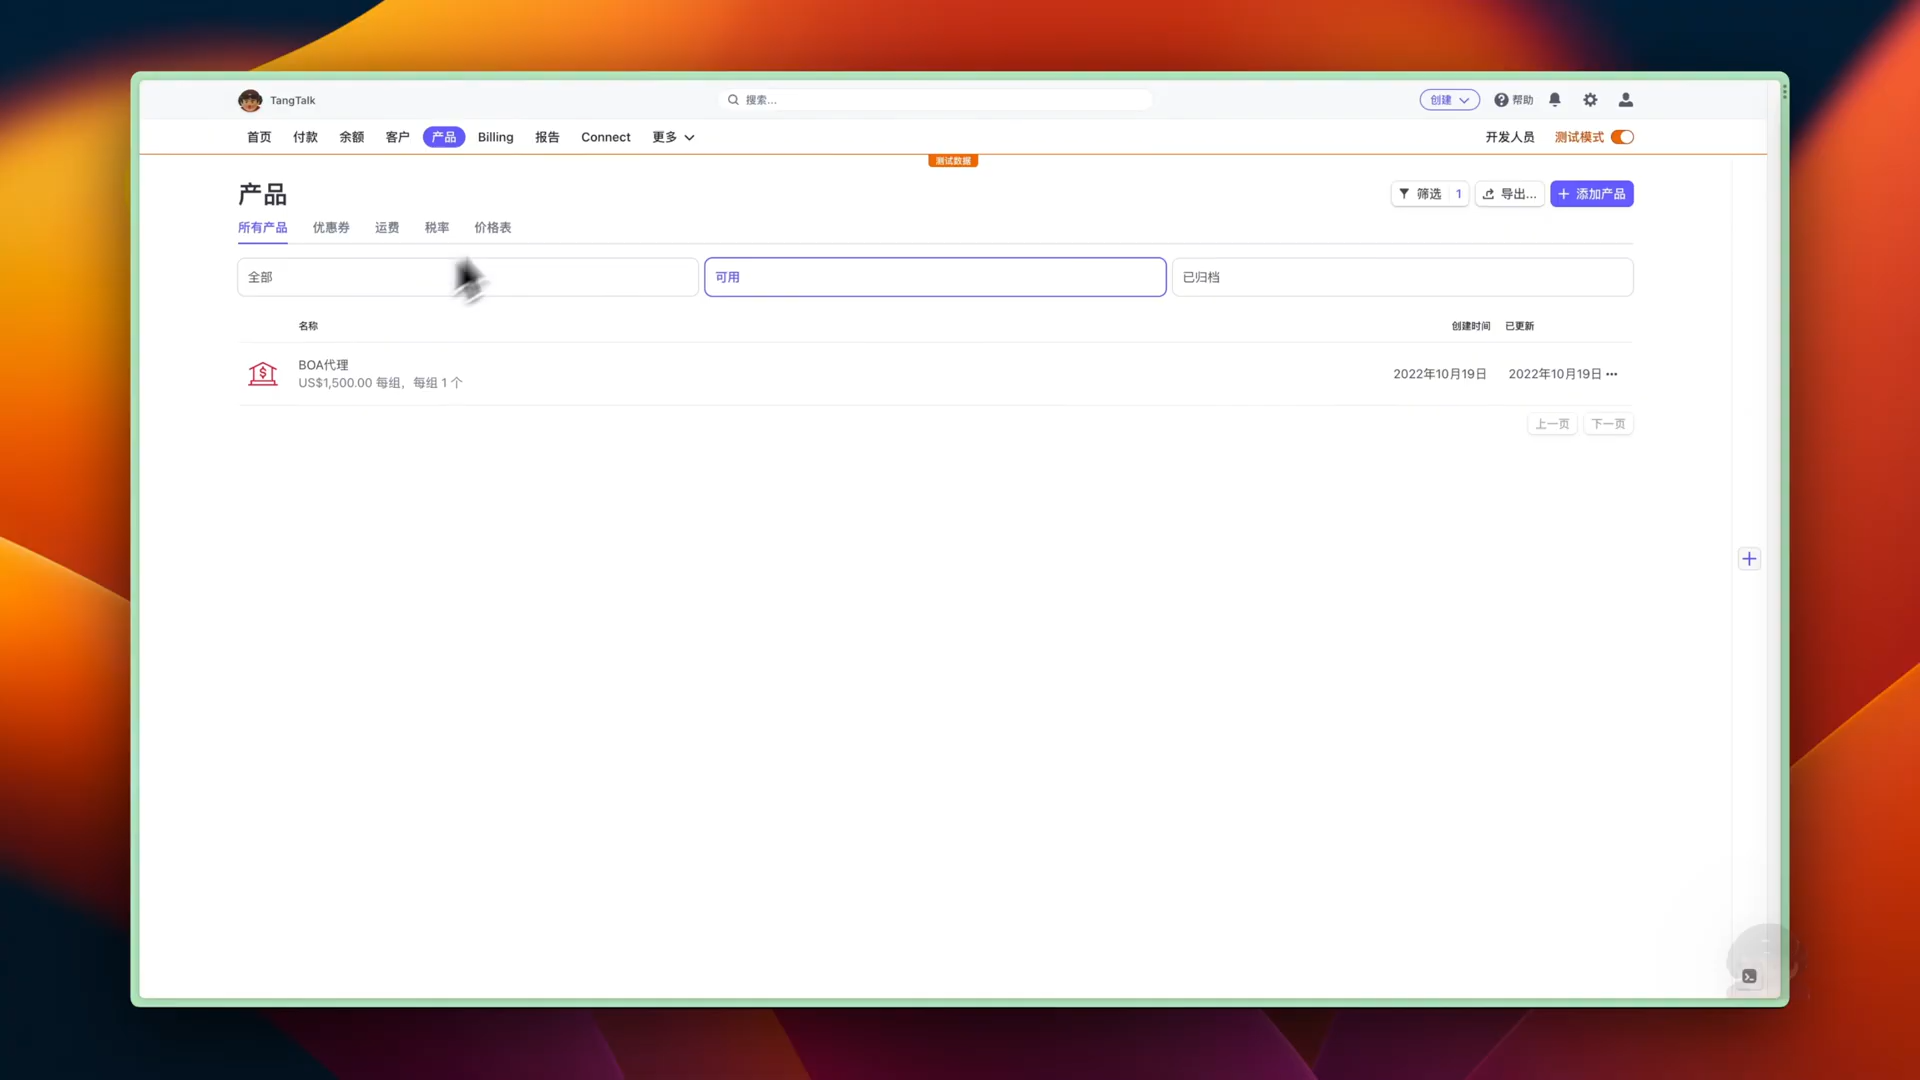 TangTalk
搜索...
创建
帮助
首页 付款 余额 客户 产品 Billing 报告 Connect 更多
开发人员 测试模式
测试数据
产品
筛选 1 导出... 添加产品
所有产品 优惠券 运费 税率 价格表
全部 可用 已归档
名称 创建时间 已更新
BOA代理
US$1,500.00 每组，每组 1 个
2022年10月19日 2022年10月19日
上一页 下一页